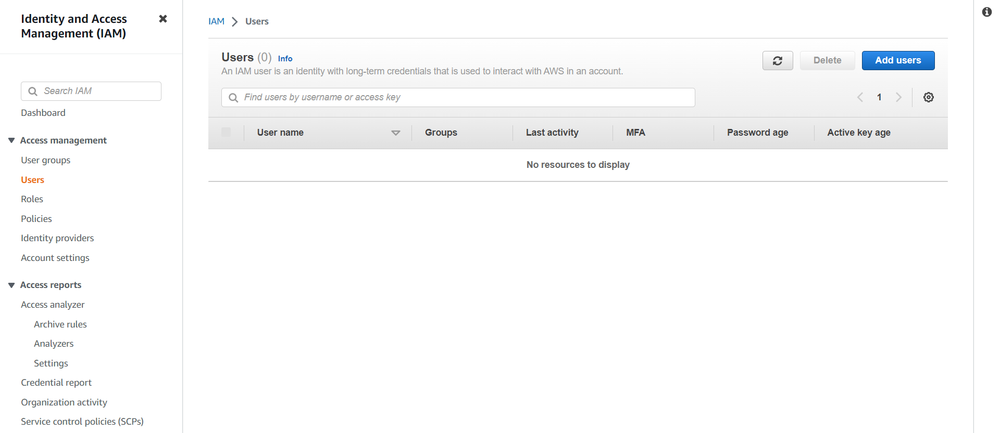 Identity and Access
Management (IAM)
Search IAM
Dashboard
Access management
User groups
Users
Roles
Policies
Identity providers
Account settings
Access reports
Access analyzer
Archive rules
Analyzers
Settings
Credential report
Organization activity
Service control policies (SCPs)
IAM > Users
Users (0) Info
An IAM user is an identity with long-term credentials that is used to interact with AWS in an account.
Delete
Add users
Find users by username or access key
1
User name Groups Last activity MFA Password age Active key age
No resources to display